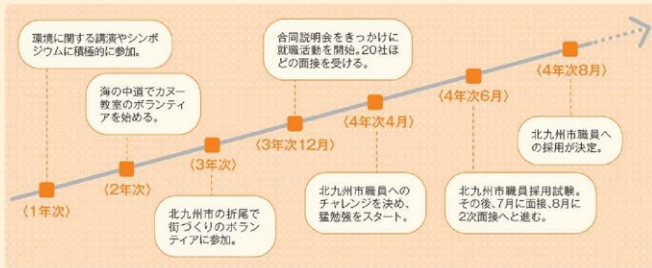 環境に関する講演やシンポ
ジウムに積極的に参加。
〈1年次〉
海の中道でカヌー
教室のボランテ
ィアを始める。
〈2年次〉
〈3年次〉
北九州市の折尾で
街づくりのボラン
ティアに参加。
合同説明会をきっかけに
就職活動を開始。20社ほ
どの面接を受ける。
〈3年次12月〉
〈4年次4月〉
北九州市職員への
チャレンジを決め、
猛勉強をスタート。
〈4年次6月〉
北九州市職員採用試験。
その後、7月に面接、8月に
2次面接へと進む。
〈4年次8月〉
北九州市職員へ
の採用が決定。